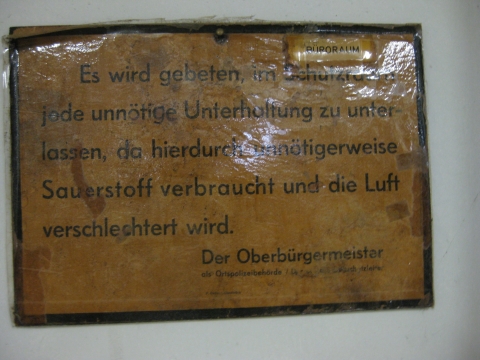 BÜRORAUM
Es wird gebeten, im Schutzraum
jede unnötige Unterhaltung zu unter-
lassen, da hierdurch unnötigerweise
Sauerstoff verbraucht und die Luft
verschlechtert wird.
Der Oberbürgermeister
als Ortspolizeibehörde